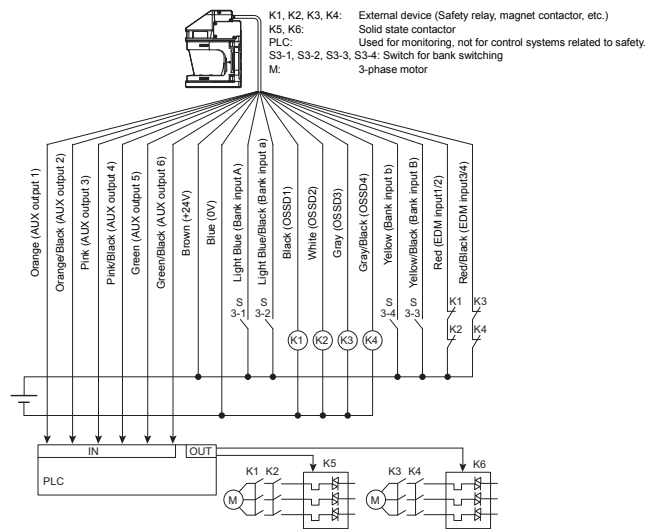 K1, K2, K3, K4: External device (Safety relay, magnet contactor, etc.)
K5, K6: Solid state contactor
PLC: Used for monitoring, not for control systems related to safety.
S3-1, S3-2, S3-3, S3-4: Switch for bank switching
M: 3-phase motor
Orange (AUX output 1)
Orange/Black (AUX output 2)
Pink (AUX output 3)
Pink/Black (AUX output 4)
Green (AUX output 5)
Green/Black (AUX output 6)
Brown (+24V)
Blue (0V)
Light Blue (Bank input A)
Light Blue/Black (Bank input a)
Black (OSSD1)
White (OSSD2)
Gray (OSSD3)
Gray/Black (OSSD4)
Yellow (Bank input b)
Yellow/Black (Bank input B)
Red (EDM input1/2)
Red/Black (EDM input3/4)
S 3-1
S 3-2
K1
K2
K3
K4
S 3-4
S 3-3
K1
K2
K3
K4
IN
OUT
PLC
K1 K2
K5
M
K3 K4
K6
M